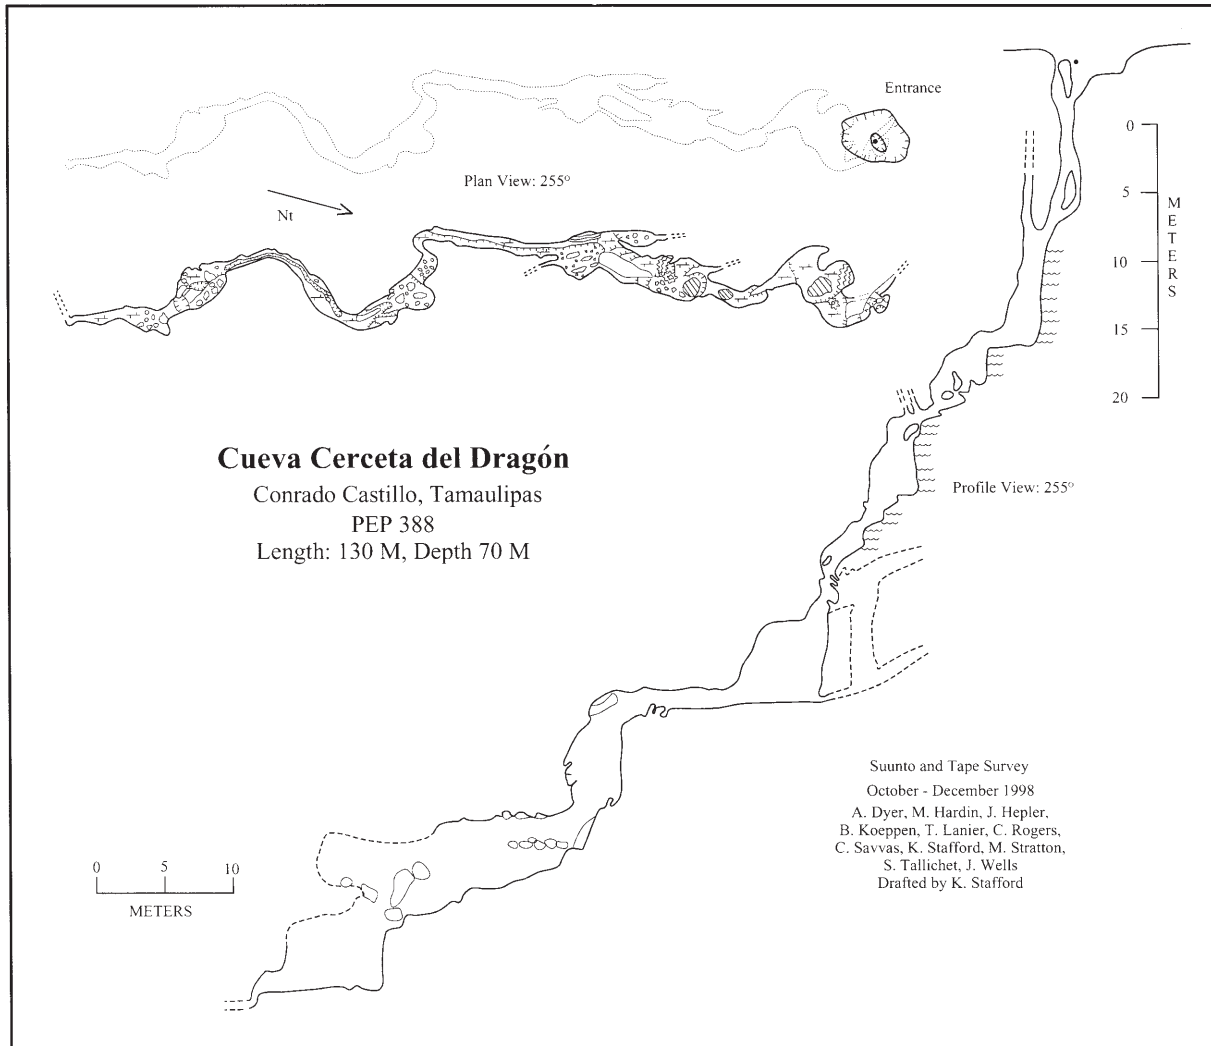 Entrance
Plan View: 255°
Nt
0
5
10
15
20
METERS
Cueva Cerceta del Dragón
Conrado Castillo, Tamaulipas
PEP 388
Length: 130 M, Depth 70 M
Profile View: 255°
Suunto and Tape Survey
October - December 1998
A. Dyer, M. Hardin, J. Hepler,
B. Koeppen, T. Lanier, C. Rogers,
C. Savvas, K. Stafford, M. Stratton,
S. Tallichet, J. Wells
Drafted by K. Stafford
0 5 10
METERS